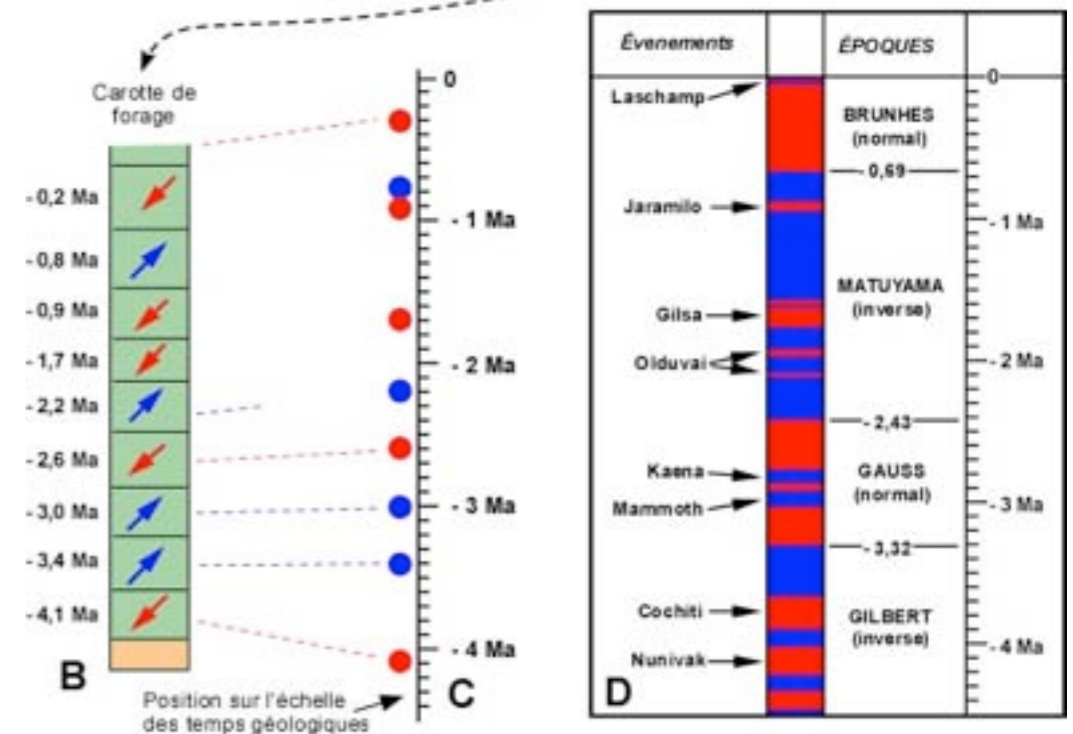 Carotte de
forage
- 0,2 Ma
- 0,8 Ma
- 0,9 Ma
- 1,7 Ma
- 2,2 Ma
- 2,6 Ma
- 3,0 Ma
- 3,4 Ma
- 4,1 Ma
B
0
- 1 Ma
- 2 Ma
- 3 Ma
- 4 Ma
Position sur l'échelle
des temps géologiques
C
Évenements
ÉPOQUES
Laschamp
Jaramilo
Gilsa
Olduvai
Kaena
Mammoth
Cochiti
Nunivak
BRUNHES
(normal)
0,69
MATUYAMA
(inverse)
- 2,43
GAUSS
(normal)
- 3,32
GILBERT
(inverse)
0
- 1 Ma
- 2 Ma
- 3 Ma
- 4 Ma
D